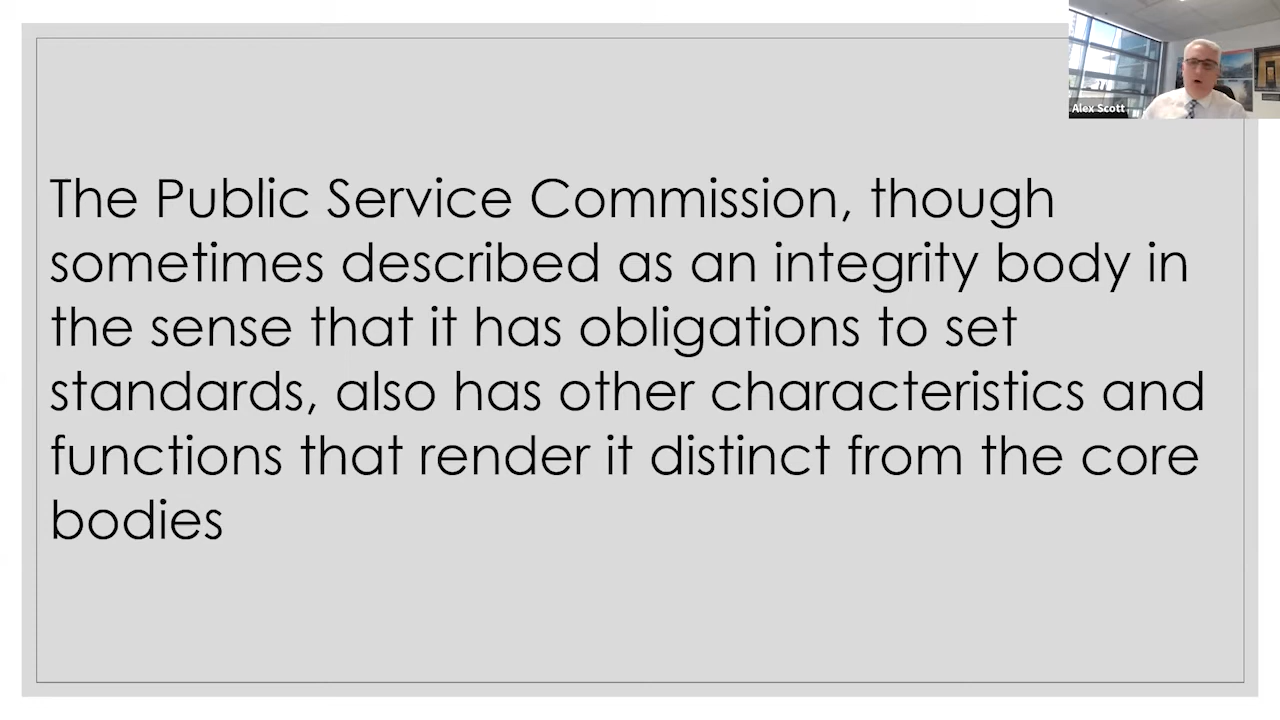 Alex Scott
The Public Service Commission, though
sometimes described as an integrity body in
the sense that it has obligations to set
standards, also has other characteristics and
functions that render it distinct from the core
bodies